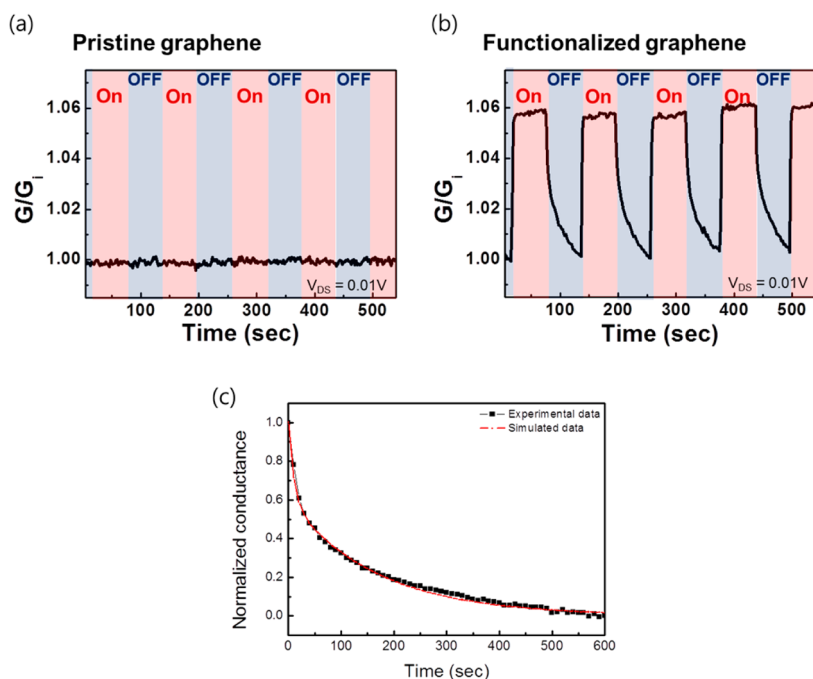 (a)
Pristine graphene
OFF OFF OFF OFF
On On On On
1.06
1.04
1.02
1.00
G/Gi
VDS = 0.01V
100 200 300 400 500
Time (sec)
(b)
Functionalized graphene
OFF OFF OFF OFF
On On On On
1.06
1.04
1.02
1.00
G/Gi
VDS = 0.01V
100 200 300 400 500
Time (sec)
(c)
Experimental data
Simulated data
1.0
0.8
0.6
0.4
0.2
0.0
Normalized conductance
0 100 200 300 400 500 600
Time (sec)